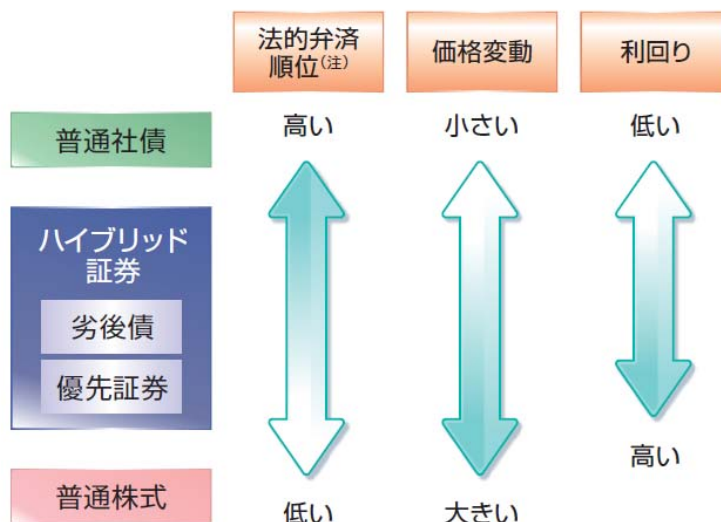 法的弁済
順位(注)
価格変動
利回り
普通社債
高い
小さい
低い
ハイブリッド
証券
劣後債
優先証券
高い
普通株式
低い
大きい